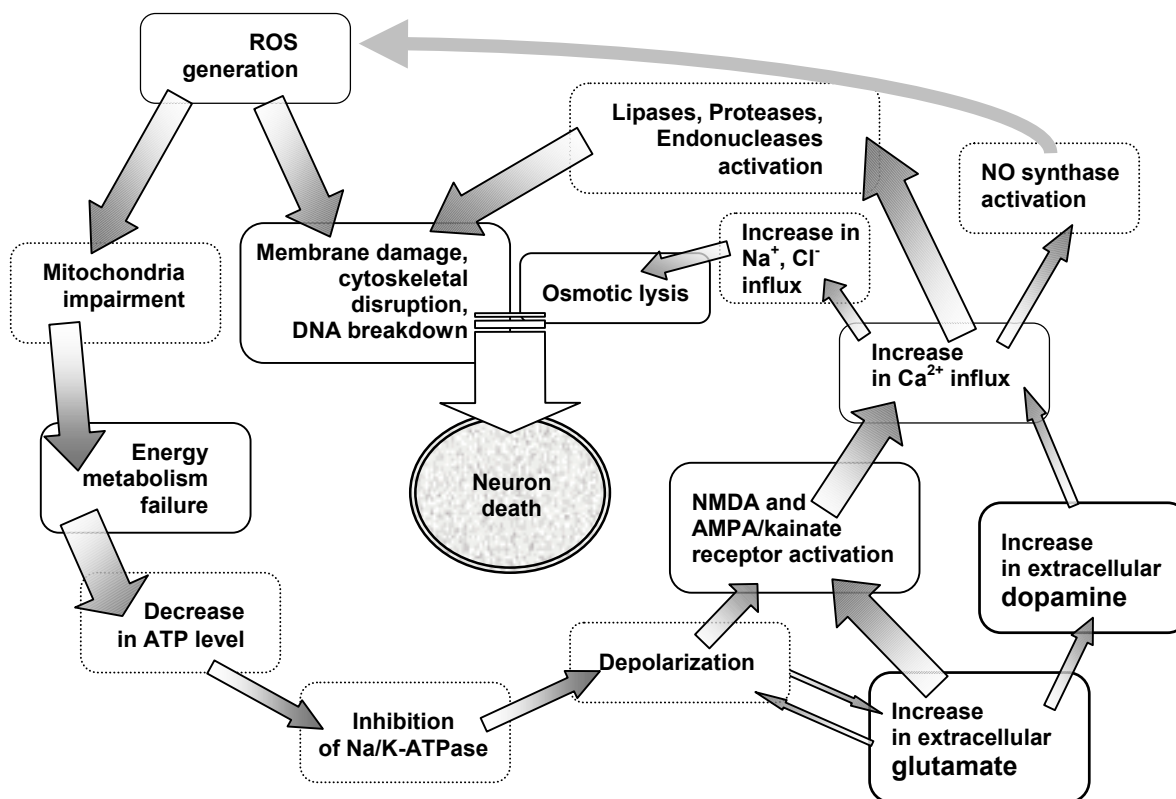 ROS
generation
Lipases, Proteases,
Endonucleases
activation
NO synthase
activation
Mitochondria
impairment
Membrane damage,
cytoskeletal
disruption,
DNA breakdown
Osmotic lysis
Increase in
Na⁺, Cl⁻
influx
Increase
in Ca²⁺ influx
Energy
metabolism
failure
Neuron
death
NMDA and
AMPA/kainate
receptor activation
Increase
in extracellular
dopamine
Decrease
in ATP level
Depolarization
Inhibition
of Na/K-ATPase
Increase
in extracellular
glutamate